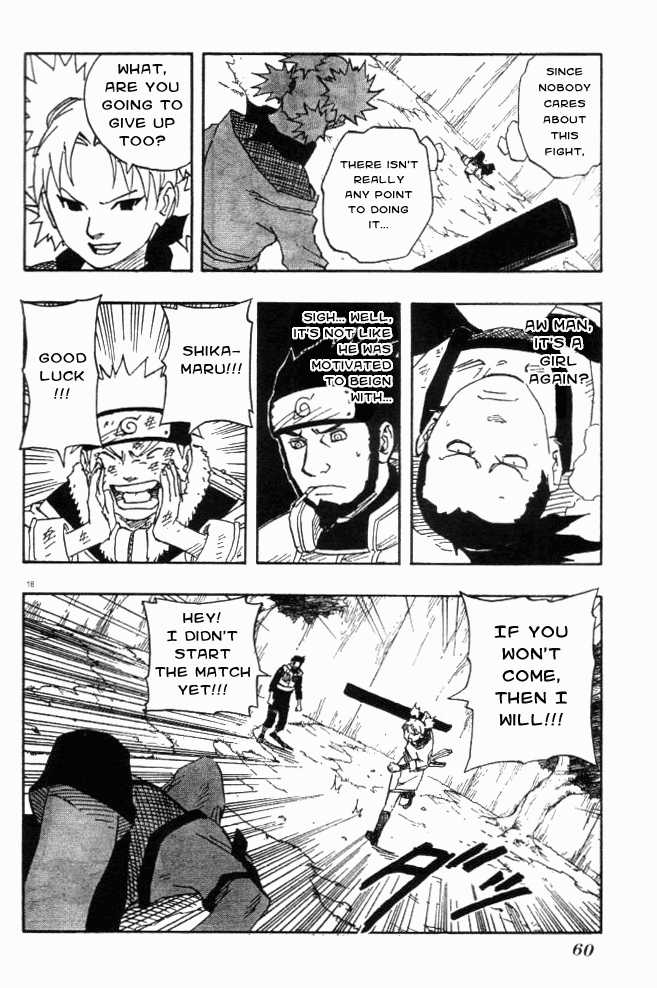 SINCE
NOBODY
CARES
ABOUT
THIS
FIGHT,
THERE ISN'T
REALLY
ANY POINT
TO DOING
IT...
WHAT,
ARE YOU
GOING TO
GIVE UP
TOO?
AW MAN,
IT'S A
GIRL
AGAIN?
SIGH... WELL,
IT'S NOT LIKE
HE WAS
MOTIVATED
TO BEIGN
WITH...
SHIKA-
MARU!!!
GOOD
LUCK
!!!
18
IF YOU
WON'T
COME,
THEN I
WILL!!!
HEY!
I DIDN'T
START
THE MATCH
YET!!!
ダッ
60